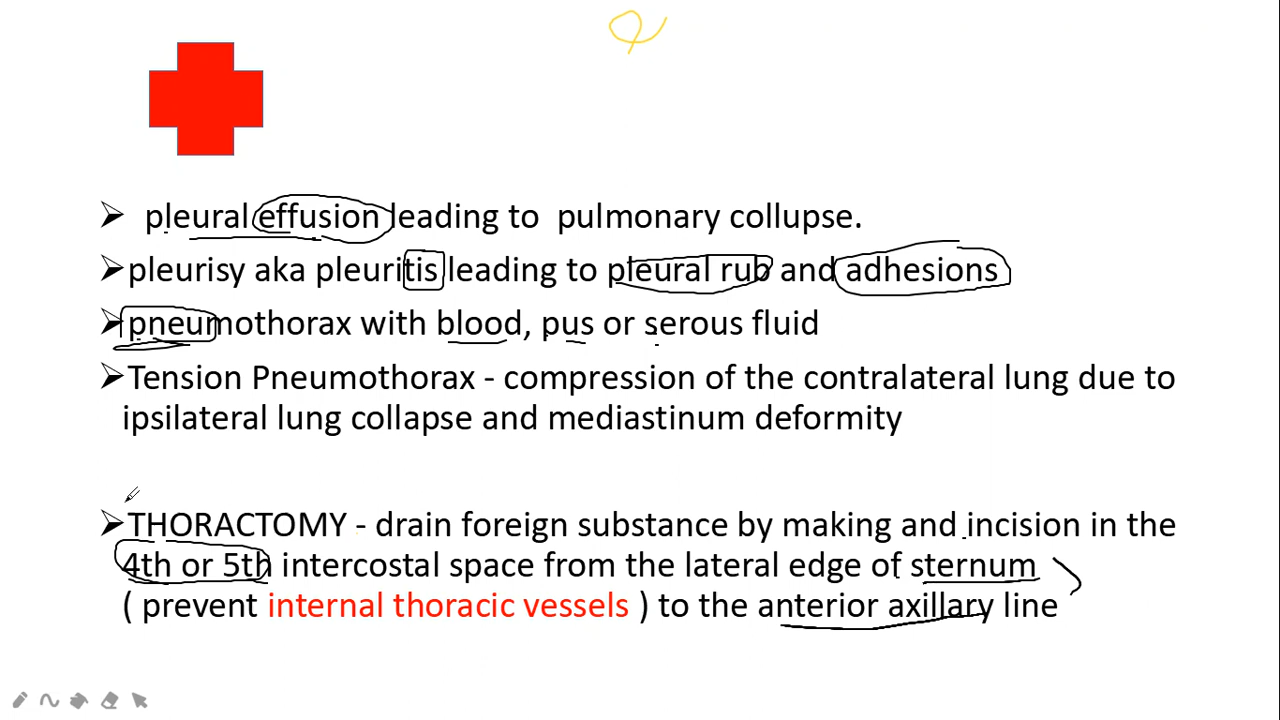 ➢ pleural effusion leading to pulmonary collupse.
➢pleurisy aka pleuritis leading to pleural rub and adhesions
➢pneumothorax with blood, pus or serous fluid
➢Tension Pneumothorax - compression of the contralateral lung due to
ipsilateral lung collapse and mediastinum deformity
➢THORACTOMY - drain foreign substance by making and incision in the
4th or 5th intercostal space from the lateral edge of sternum
( prevent internal thoracic vessels ) to the anterior axillary line